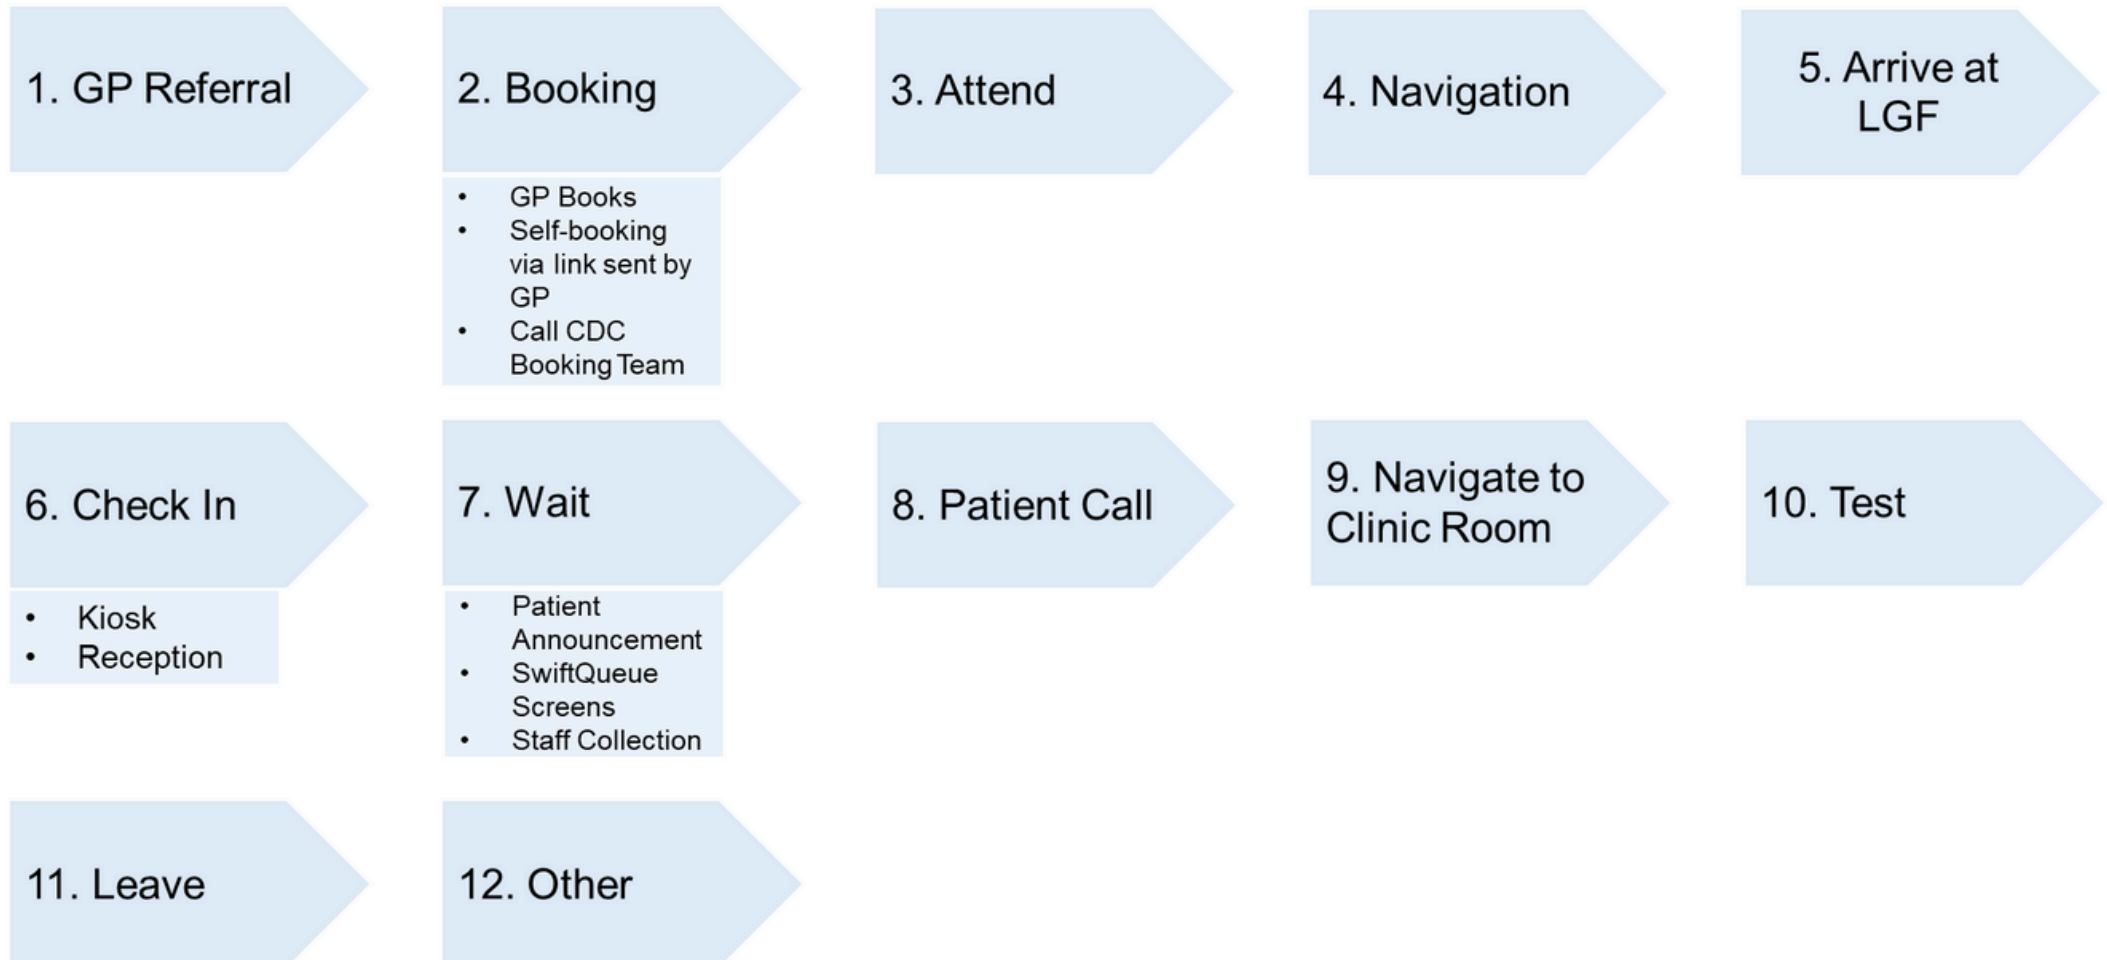 1. GP Referral
2. Booking
• GP Books
• Self-booking
via link sent by
GP
• Call CDC
Booking Team
3. Attend
4. Navigation
5. Arrive at
LGF
6. Check In
• Kiosk
• Reception
7. Wait
• Patient
Announcement
• SwiftQueue
Screens
• Staff Collection
8. Patient Call
9. Navigate to
Clinic Room
10. Test
11. Leave
12. Other